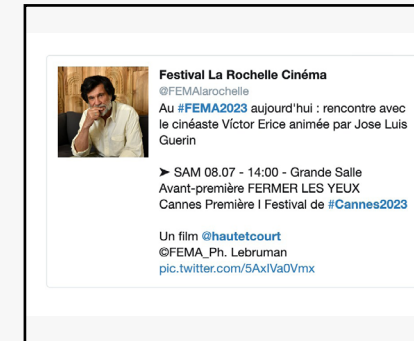 Festival La Rochelle Cinéma
@FEMAlarochelle
Au #FEMA2023 aujourd'hui : rencontre avec
le cinéaste Víctor Erice animée par Jose Luis
Guerin
➤ SAM 08.07 - 14:00 - Grande Salle
Avant-première FERMER LES YEUX
Cannes Première I Festival de #Cannes2023
Un film @hautetcourt
©FEMA_Ph. Lebruman
pic.twitter.com/5AxlVa0Vmx